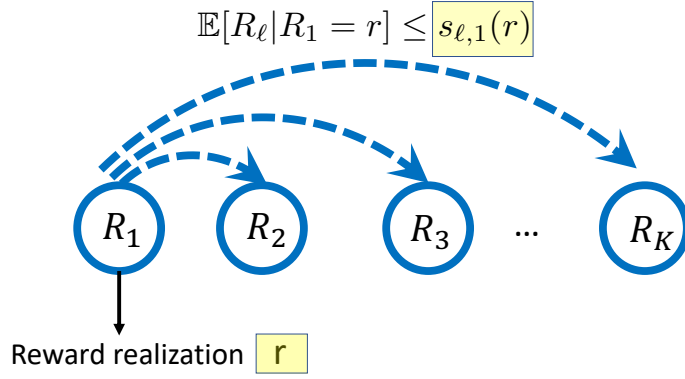 𝔼[R_ℓ|R_1 = r] ≤ s_{ℓ,1}(r)
R_1 R_2 R_3 ... R_K
Reward realization r